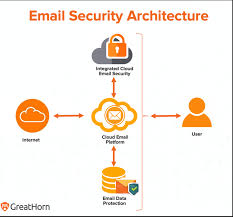 Email Security Architecture
Integrated Cloud
Email Security
Internet
Cloud Email
Platform
User
Email Data
Protection
GreatHorn